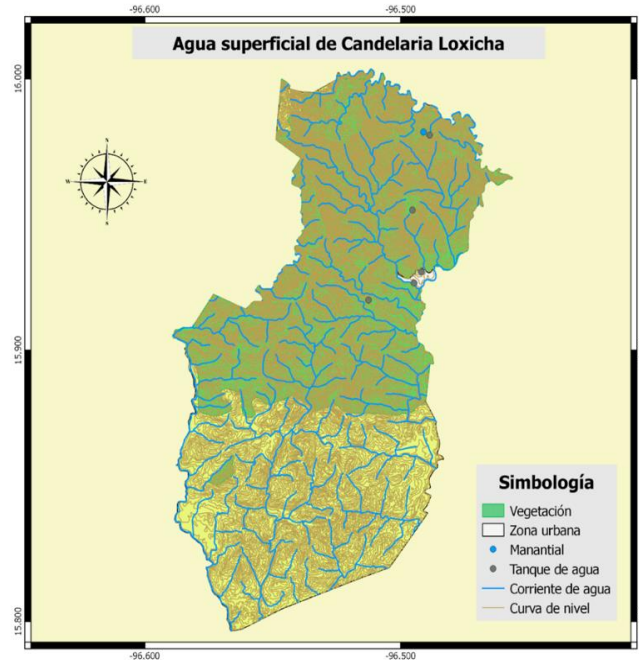 -96.600
-96.500
Agua superficial de Candelaria Loxicha
16.000
N
W
E
S
15.900
Simbología
Vegetación
Zona urbana
Manantial
Tanque de agua
Corriente de agua
Curva de nivel
15.800
-96.600
-96.500